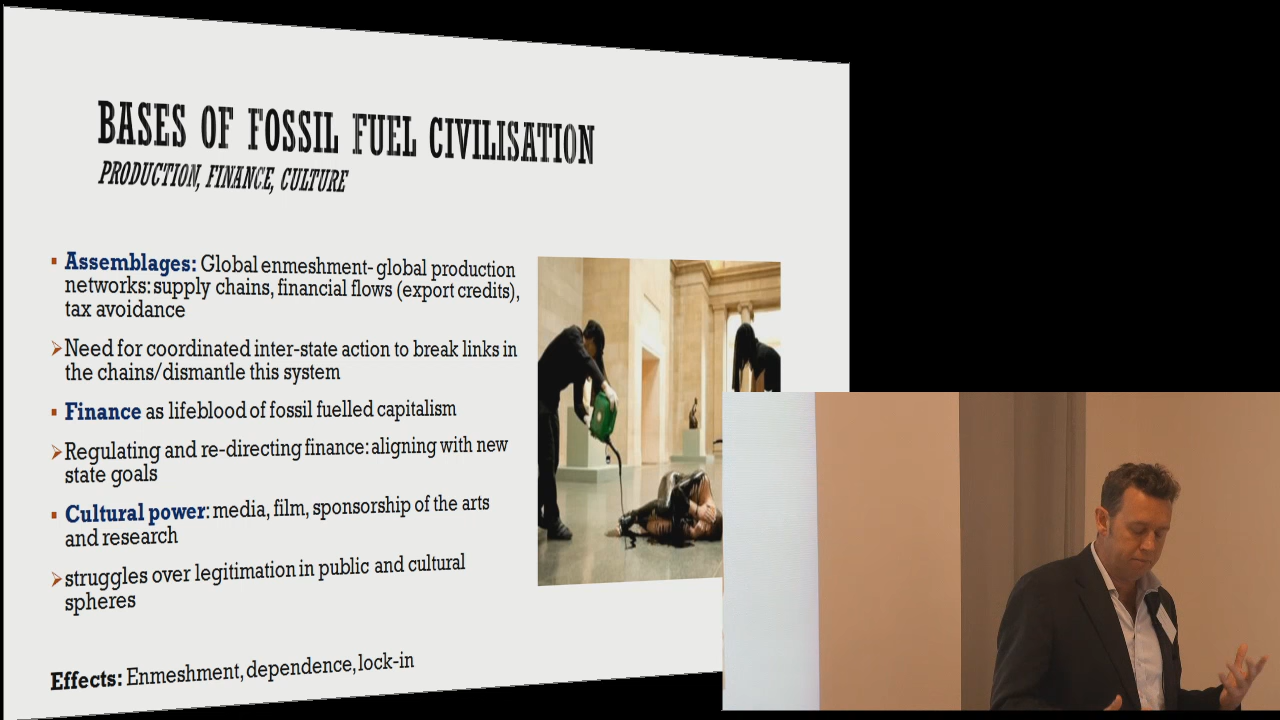 BASES OF FOSSIL FUEL CIVILISATION
PRODUCTION, FINANCE, CULTURE
▪ Assemblages: Global enmeshment- global production
networks: supply chains, financial flows (export credits),
tax avoidance
➢Need for coordinated inter-state action to break links in
the chains/dismantle this system
▪ Finance as lifeblood of fossil fuelled capitalism
➢Regulating and re-directing finance: aligning with new
state goals
▪ Cultural power: media, film, sponsorship of the arts
and research
➢struggles over legitimation in public and cultural
spheres
Effects: Enmeshment, dependence, lock-in